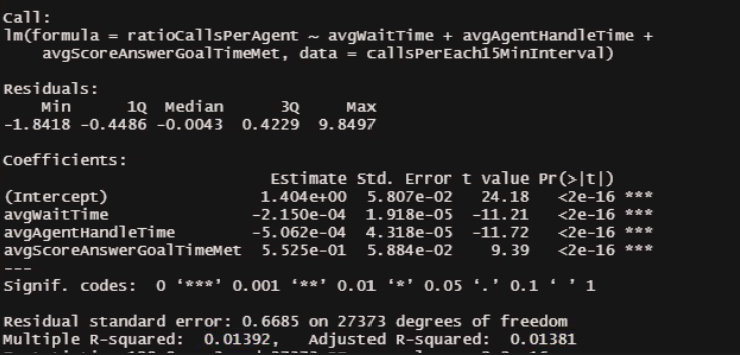 Call:
lm(formula = ratioCallsPerAgent ~ avgWaitTime + avgAgentHandleTime +
    avgScoreAnswerGoalTimeMet, data = callsPerEach15MinInterval)
Residuals:
    Min      1Q  Median      3Q     Max
-1.8418 -0.4486 -0.0043  0.4229  9.8497
Coefficients:
                            Estimate Std. Error t value Pr(>|t|)
(Intercept)                1.404e+00  5.807e-02   24.18   <2e-16 ***
avgWaitTime               -2.150e-04  1.918e-05  -11.21   <2e-16 ***
avgAgentHandleTime        -5.062e-04  4.318e-05  -11.72   <2e-16 ***
avgScoreAnswerGoalTimeMet  5.525e-01  5.884e-02    9.39   <2e-16 ***
---
Signif. codes:  0 ‘***’ 0.001 ‘**’ 0.01 ‘*’ 0.05 ‘.’ 0.1 ‘ ’ 1
Residual standard error: 0.6685 on 27373 degrees of freedom
Multiple R-squared:  0.01392,   Adjusted R-squared:  0.01381